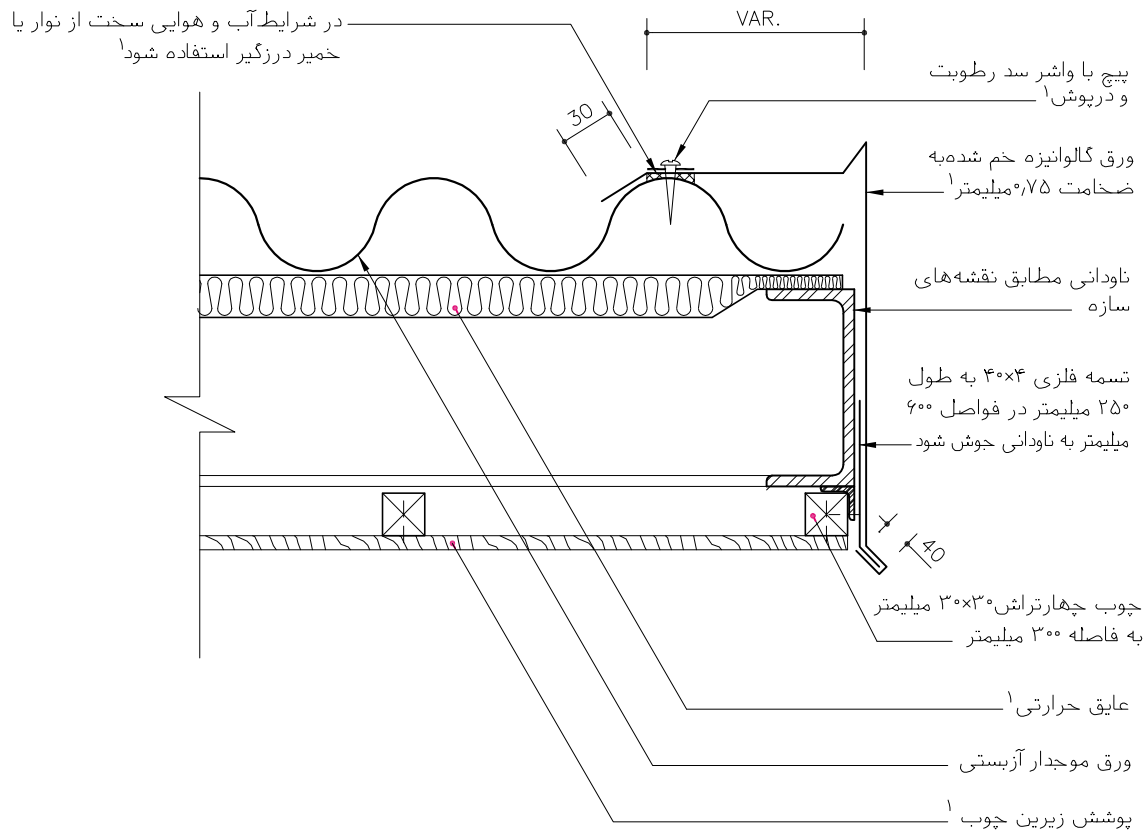 در شرایط آب و هوایی سخت از نوار یا
خمیر درزگیر استفاده شود۱
VAR.
30
پیچ با واشر سد رطوبت
و درپوش۱
ورق گالوانیزه خم شده به
ضخامت ۰٫۷۵ میلیمتر۱
ناودانی مطابق نقشه‌های
سازه
تسمه فلزی ۴۰×۴ به طول
۲۵۰ میلیمتر در فواصل ۶۰۰
میلیمتر به ناودانی جوش شود
40
چوب چهارتراش ۳۰×۳۰ میلیمتر
به فاصله ۳۰۰ میلیمتر
عایق حرارتی۱
ورق موجدار آزبستی
پوشش زیرین چوب ۱